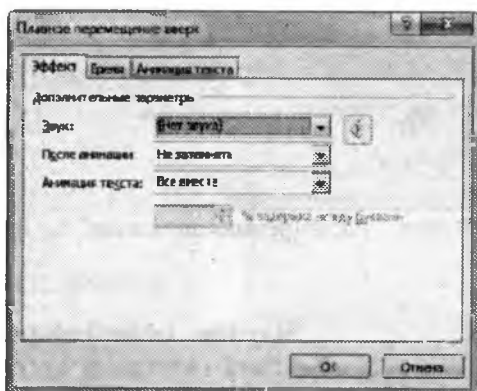 Плавное перемещение вверх
Эффект Время Анимация текста
Дополнительные параметры
Звук: [Нет звука]
После анимации: Не затемнять
Анимация текста: Все вместе
% задержка между буквами
ОК Отмена